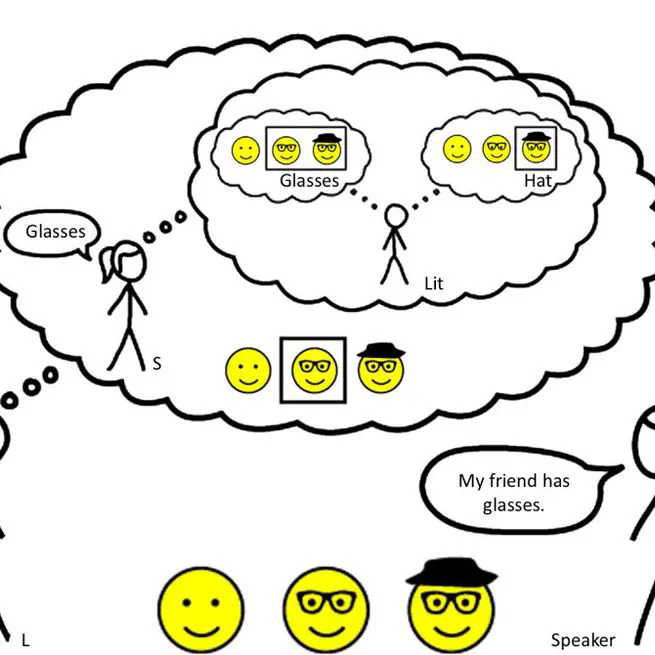 Glasses
Hat
Lit
Glasses
S
My friend has
glasses.
L
Speaker